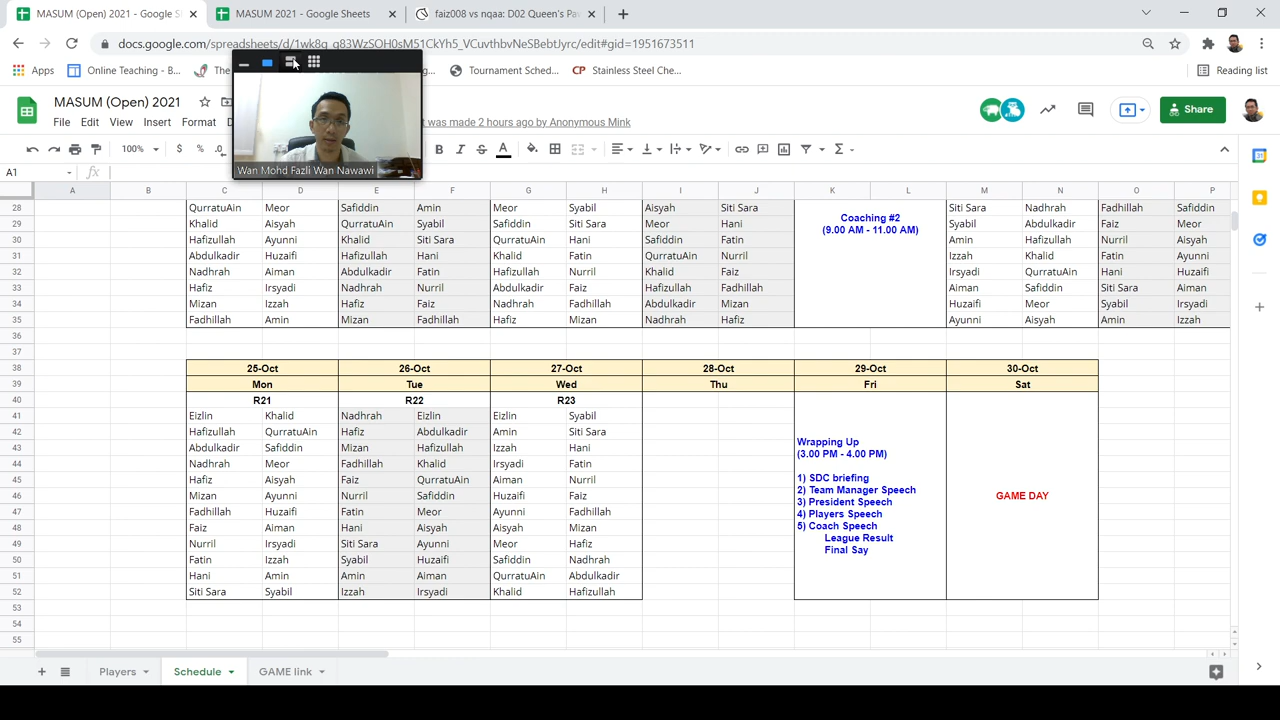 MASUM (Open) 2021 - Google S
MASUM 2021 - Google Sheets
faiz088 vs nqaa: D02 Queen's Pa
docs.google.com/spreadsheets/d/1wk8q_g83WzSOH0sM51CkYh5_VCuvthbvNeSBebtJyrc/edit#gid=1951673511
Apps
Online Teaching - B...
The
Tournament Sched...
CP Stainless Steel Che...
Reading list
MASUM (Open) 2021
File Edit View Insert Format D
t was made 2 hours ago by Anonymous Mink
Share
100% $ % .0
B I S A
Wan Mohd Fazli Wan Nawawi
A1 fx
A B C D E F G H I J K L M N O P
28 QurratuAin Meor Safiddin Amin Meor Syabil Aisyah Siti Sara Siti Sara Nadhrah Fadhillah Safiddin
Coaching #2
(9.00 AM - 11.00 AM)
29 Khalid Aisyah QurratuAin Syabil Safiddin Siti Sara Meor Hani Syabil Abdulkadir Faiz Meor
30 Hafizullah Ayunni Khalid Siti Sara QurratuAin Hani Safiddin Fatin Amin Hafizullah Nurril Aisyah
31 Abdulkadir Huzaifi Hafizullah Hani Khalid Fatin QurratuAin Nurril Izzah Khalid Fatin Ayunni
32 Nadhrah Aiman Abdulkadir Fatin Hafizullah Nurril Khalid Faiz Irsyadi QurratuAin Hani Huzaifi
33 Hafiz Irsyadi Nadhrah Nurril Abdulkadir Faiz Hafizullah Fadhillah Aiman Safiddin Siti Sara Aiman
34 Mizan Izzah Hafiz Faiz Nadhrah Fadhillah Abdulkadir Mizan Huzaifi Meor Syabil Irsyadi
35 Fadhillah Amin Mizan Fadhillah Hafiz Mizan Nadhrah Hafiz Ayunni Aisyah Amin Izzah
36
37
38 25-Oct 26-Oct 27-Oct 28-Oct 29-Oct 30-Oct
39 Mon Tue Wed Thu Fri Sat
40 R21 R22 R23
41 Eizlin Khalid Nadhrah Eizlin Eizlin Syabil
42 Hafizullah QurratuAin Hafiz Abdulkadir Amin Siti Sara
43 Abdulkadir Safiddin Mizan Hafizullah Izzah Hani
44 Nadhrah Meor Fadhillah Khalid Irsyadi Fatin
45 Hafiz Aisyah Faiz QurratuAin Aiman Nurril
46 Mizan Ayunni Nurril Safiddin Huzaifi Faiz
47 Fadhillah Huzaifi Fatin Meor Ayunni Fadhillah
48 Faiz Aiman Hani Aisyah Aisyah Mizan
49 Nurril Irsyadi Siti Sara Ayunni Meor Hafiz
50 Fatin Izzah Syabil Huzaifi Safiddin Nadhrah
51 Hani Amin Amin Aiman QurratuAin Abdulkadir
52 Siti Sara Syabil Izzah Irsyadi Khalid Hafizullah
Wrapping Up
(3.00 PM - 4.00 PM)
1) SDC briefing
2) Team Manager Speech
3) President Speech
4) Players Speech
5) Coach Speech
League Result
Final Say
GAME DAY
53
54
55
Players
Schedule
GAME link